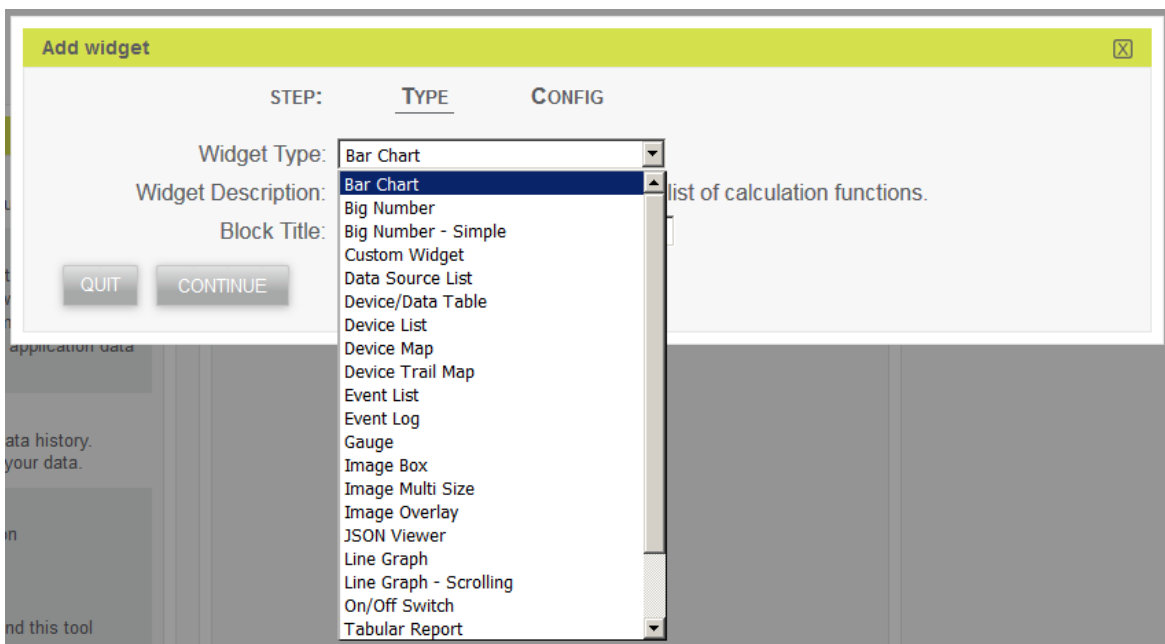 Add widget
X
STEP: TYPE CONFIG
Widget Type: Bar Chart
Widget Description: list of calculation functions.
Block Title:
QUIT CONTINUE
Bar Chart
Big Number
Big Number - Simple
Custom Widget
Data Source List
Device/Data Table
Device List
Device Map
Device Trail Map
Event List
Event Log
Gauge
Image Box
Image Multi Size
Image Overlay
JSON Viewer
Line Graph
Line Graph - Scrolling
On/Off Switch
Tabular Report
application data
ata history.
your data.
on
nd this tool